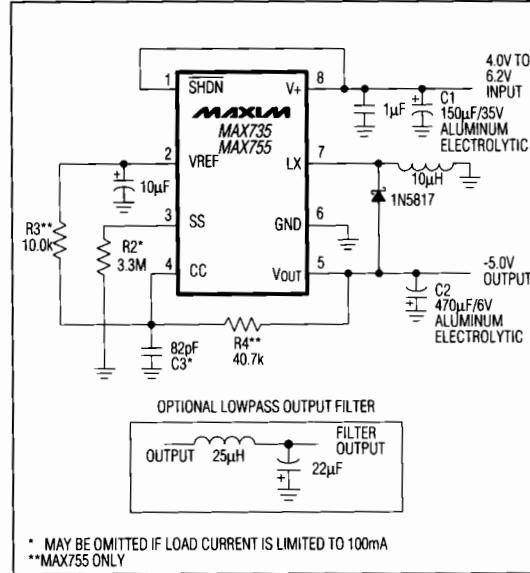 1
SHDN
V+
8
4.0V TO
6.2V
INPUT
MAXIM
MAX735
MAX755
1µF
C1
150µF/35V
ALUMINUM
ELECTROLYTIC
2
VREF
LX
7
10µF
10µH
1N5817
R3**
10.0k
3
SS
GND
6
R2*
3.3M
4
CC
VOUT
5
-5.0V
OUTPUT
C2
470µF/6V
ALUMINUM
ELECTROLYTIC
82pF
C3*
R4**
40.7k
OPTIONAL LOWPASS OUTPUT FILTER
OUTPUT
25µH
FILTER
OUTPUT
22µF
* MAY BE OMITTED IF LOAD CURRENT IS LIMITED TO 100mA
**MAX755 ONLY